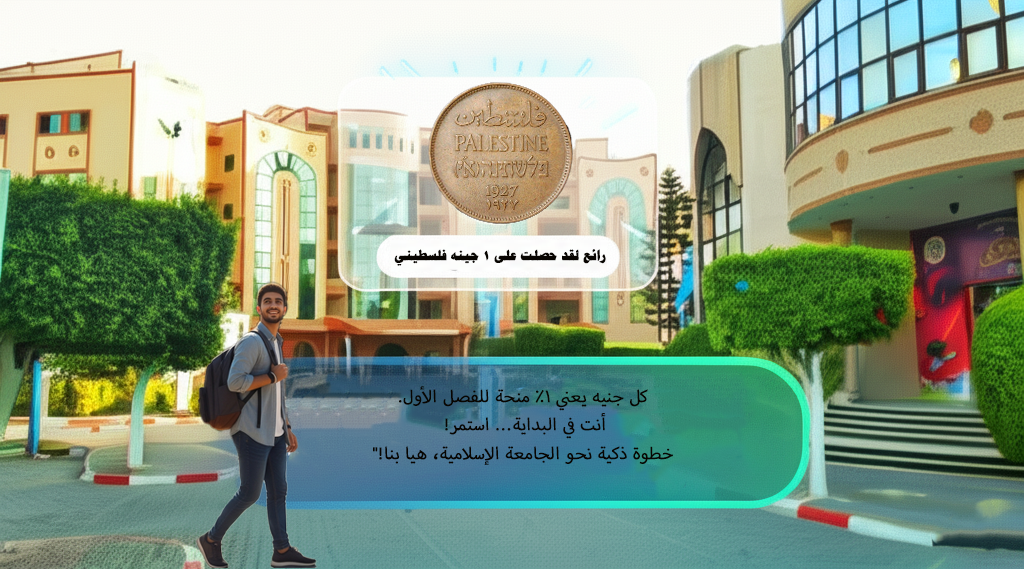 فلسطين
PALESTINE
1927
١٩٢٧
رائع لقد حصلت على ١ جينه فلسطيني
كل جنيه يعني ١٪ منحة للفصل الأول.
أنت في البداية... استمر!
خطوة ذكية نحو الجامعة الإسلامية، هيا بنا!"